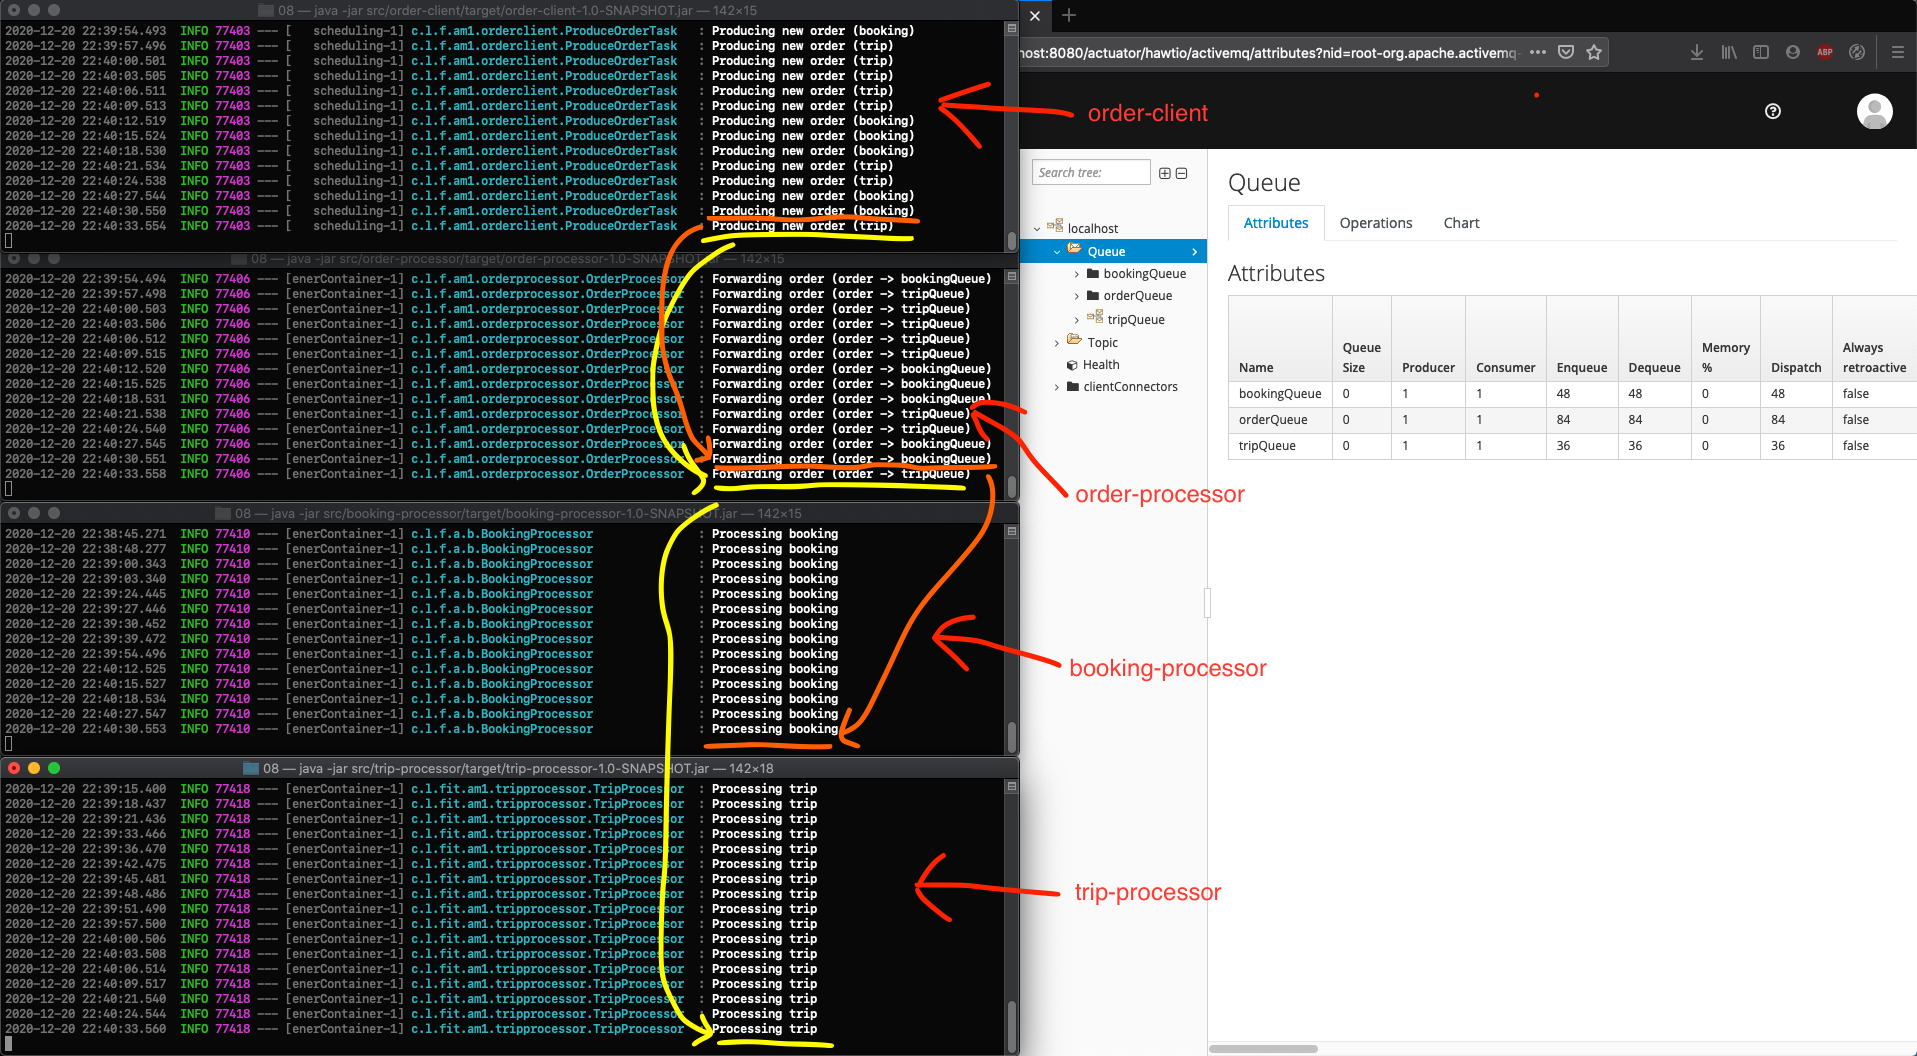 08 — java -jar src/order-client/target/order-client-1.0-SNAPSHOT.jar — 142×15
2020-12-20 22:39:54.493 INFO 77403 --- [ scheduling-1] c.l.f.am1.orderclient.ProduceOrderTask : Producing new order (booking)
2020-12-20 22:39:57.496 INFO 77403 --- [ scheduling-1] c.l.f.am1.orderclient.ProduceOrderTask : Producing new order (trip)
2020-12-20 22:40:00.501 INFO 77403 --- [ scheduling-1] c.l.f.am1.orderclient.ProduceOrderTask : Producing new order (trip)
2020-12-20 22:40:03.505 INFO 77403 --- [ scheduling-1] c.l.f.am1.orderclient.ProduceOrderTask : Producing new order (trip)
2020-12-20 22:40:06.511 INFO 77403 --- [ scheduling-1] c.l.f.am1.orderclient.ProduceOrderTask : Producing new order (trip)
2020-12-20 22:40:09.513 INFO 77403 --- [ scheduling-1] c.l.f.am1.orderclient.ProduceOrderTask : Producing new order (trip)
2020-12-20 22:40:12.519 INFO 77403 --- [ scheduling-1] c.l.f.am1.orderclient.ProduceOrderTask : Producing new order (booking)
2020-12-20 22:40:15.524 INFO 77403 --- [ scheduling-1] c.l.f.am1.orderclient.ProduceOrderTask : Producing new order (booking)
2020-12-20 22:40:18.530 INFO 77403 --- [ scheduling-1] c.l.f.am1.orderclient.ProduceOrderTask : Producing new order (booking)
2020-12-20 22:40:21.534 INFO 77403 --- [ scheduling-1] c.l.f.am1.orderclient.ProduceOrderTask : Producing new order (trip)
2020-12-20 22:40:24.538 INFO 77403 --- [ scheduling-1] c.l.f.am1.orderclient.ProduceOrderTask : Producing new order (trip)
2020-12-20 22:40:27.544 INFO 77403 --- [ scheduling-1] c.l.f.am1.orderclient.ProduceOrderTask : Producing new order (booking)
2020-12-20 22:40:30.550 INFO 77403 --- [ scheduling-1] c.l.f.am1.orderclient.ProduceOrderTask : Producing new order (booking)
2020-12-20 22:40:33.554 INFO 77403 --- [ scheduling-1] c.l.f.am1.orderclient.ProduceOrderTask : Producing new order (trip)
order-client
08 — java -jar src/order-processor/target/order-processor-1.0-SNAPSHOT.jar — 142×15
2020-12-20 22:39:54.494 INFO 77406 --- [enerContainer-1] c.l.f.am1.orderprocessor.OrderProcessor : Forwarding order (order -> bookingQueue)
2020-12-20 22:39:57.498 INFO 77406 --- [enerContainer-1] c.l.f.am1.orderprocessor.OrderProcessor : Forwarding order (order -> tripQueue)
2020-12-20 22:40:00.503 INFO 77406 --- [enerContainer-1] c.l.f.am1.orderprocessor.OrderProcessor : Forwarding order (order -> tripQueue)
2020-12-20 22:40:03.506 INFO 77406 --- [enerContainer-1] c.l.f.am1.orderprocessor.OrderProcessor : Forwarding order (order -> tripQueue)
2020-12-20 22:40:06.512 INFO 77406 --- [enerContainer-1] c.l.f.am1.orderprocessor.OrderProcessor : Forwarding order (order -> tripQueue)
2020-12-20 22:40:09.515 INFO 77406 --- [enerContainer-1] c.l.f.am1.orderprocessor.OrderProcessor : Forwarding order (order -> tripQueue)
2020-12-20 22:40:12.520 INFO 77406 --- [enerContainer-1] c.l.f.am1.orderprocessor.OrderProcessor : Forwarding order (order -> bookingQueue)
2020-12-20 22:40:15.525 INFO 77406 --- [enerContainer-1] c.l.f.am1.orderprocessor.OrderProcessor : Forwarding order (order -> bookingQueue)
2020-12-20 22:40:18.531 INFO 77406 --- [enerContainer-1] c.l.f.am1.orderprocessor.OrderProcessor : Forwarding order (order -> bookingQueue)
2020-12-20 22:40:21.538 INFO 77406 --- [enerContainer-1] c.l.f.am1.orderprocessor.OrderProcessor : Forwarding order (order -> tripQueue)
2020-12-20 22:40:24.540 INFO 77406 --- [enerContainer-1] c.l.f.am1.orderprocessor.OrderProcessor : Forwarding order (order -> tripQueue)
2020-12-20 22:40:27.545 INFO 77406 --- [enerContainer-1] c.l.f.am1.orderprocessor.OrderProcessor : Forwarding order (order -> bookingQueue)
2020-12-20 22:40:30.551 INFO 77406 --- [enerContainer-1] c.l.f.am1.orderprocessor.OrderProcessor : Forwarding order (order -> bookingQueue)
2020-12-20 22:40:33.558 INFO 77406 --- [enerContainer-1] c.l.f.am1.orderprocessor.OrderProcessor : Forwarding order (order -> tripQueue)
order-processor
08 — java -jar src/booking-processor/target/booking-processor-1.0-SNAPSHOT.jar — 142×15
2020-12-20 22:38:45.271 INFO 77410 --- [enerContainer-1] c.l.f.a.b.BookingProcessor : Processing booking
2020-12-20 22:38:48.277 INFO 77410 --- [enerContainer-1] c.l.f.a.b.BookingProcessor : Processing booking
2020-12-20 22:39:00.343 INFO 77410 --- [enerContainer-1] c.l.f.a.b.BookingProcessor : Processing booking
2020-12-20 22:39:03.340 INFO 77410 --- [enerContainer-1] c.l.f.a.b.BookingProcessor : Processing booking
2020-12-20 22:39:24.445 INFO 77410 --- [enerContainer-1] c.l.f.a.b.BookingProcessor : Processing booking
2020-12-20 22:39:27.446 INFO 77410 --- [enerContainer-1] c.l.f.a.b.BookingProcessor : Processing booking
2020-12-20 22:39:30.452 INFO 77410 --- [enerContainer-1] c.l.f.a.b.BookingProcessor : Processing booking
2020-12-20 22:39:39.472 INFO 77410 --- [enerContainer-1] c.l.f.a.b.BookingProcessor : Processing booking
2020-12-20 22:39:54.496 INFO 77410 --- [enerContainer-1] c.l.f.a.b.BookingProcessor : Processing booking
2020-12-20 22:40:12.525 INFO 77410 --- [enerContainer-1] c.l.f.a.b.BookingProcessor : Processing booking
2020-12-20 22:40:15.527 INFO 77410 --- [enerContainer-1] c.l.f.a.b.BookingProcessor : Processing booking
2020-12-20 22:40:18.534 INFO 77410 --- [enerContainer-1] c.l.f.a.b.BookingProcessor : Processing booking
2020-12-20 22:40:27.547 INFO 77410 --- [enerContainer-1] c.l.f.a.b.BookingProcessor : Processing booking
2020-12-20 22:40:30.553 INFO 77410 --- [enerContainer-1] c.l.f.a.b.BookingProcessor : Processing booking
booking-processor
08 — java -jar src/trip-processor/target/trip-processor-1.0-SNAPSHOT.jar — 142×18
2020-12-20 22:39:15.400 INFO 77418 --- [enerContainer-1] c.l.fit.am1.tripprocessor.TripProcessor : Processing trip
2020-12-20 22:39:18.437 INFO 77418 --- [enerContainer-1] c.l.fit.am1.tripprocessor.TripProcessor : Processing trip
2020-12-20 22:39:21.436 INFO 77418 --- [enerContainer-1] c.l.fit.am1.tripprocessor.TripProcessor : Processing trip
2020-12-20 22:39:33.466 INFO 77418 --- [enerContainer-1] c.l.fit.am1.tripprocessor.TripProcessor : Processing trip
2020-12-20 22:39:36.470 INFO 77418 --- [enerContainer-1] c.l.fit.am1.tripprocessor.TripProcessor : Processing trip
2020-12-20 22:39:42.475 INFO 77418 --- [enerContainer-1] c.l.fit.am1.tripprocessor.TripProcessor : Processing trip
2020-12-20 22:39:45.481 INFO 77418 --- [enerContainer-1] c.l.fit.am1.tripprocessor.TripProcessor : Processing trip
2020-12-20 22:39:48.486 INFO 77418 --- [enerContainer-1] c.l.fit.am1.tripprocessor.TripProcessor : Processing trip
2020-12-20 22:39:51.490 INFO 77418 --- [enerContainer-1] c.l.fit.am1.tripprocessor.TripProcessor : Processing trip
2020-12-20 22:39:57.500 INFO 77418 --- [enerContainer-1] c.l.fit.am1.tripprocessor.TripProcessor : Processing trip
2020-12-20 22:40:00.506 INFO 77418 --- [enerContainer-1] c.l.fit.am1.tripprocessor.TripProcessor : Processing trip
2020-12-20 22:40:03.508 INFO 77418 --- [enerContainer-1] c.l.fit.am1.tripprocessor.TripProcessor : Processing trip
2020-12-20 22:40:06.514 INFO 77418 --- [enerContainer-1] c.l.fit.am1.tripprocessor.TripProcessor : Processing trip
2020-12-20 22:40:09.517 INFO 77418 --- [enerContainer-1] c.l.fit.am1.tripprocessor.TripProcessor : Processing trip
2020-12-20 22:40:21.540 INFO 77418 --- [enerContainer-1] c.l.fit.am1.tripprocessor.TripProcessor : Processing trip
2020-12-20 22:40:24.544 INFO 77418 --- [enerContainer-1] c.l.fit.am1.tripprocessor.TripProcessor : Processing trip
2020-12-20 22:40:33.560 INFO 77418 --- [enerContainer-1] c.l.fit.am1.tripprocessor.TripProcessor : Processing trip
trip-processor
host:8080/actuator/hawtio/activemq/attributes?nid=root-org.apache.activemq-
ABP
Search tree:
localhost
Queue
bookingQueue
orderQueue
tripQueue
Topic
Health
clientConnectors
Queue
Attributes Operations Chart
Attributes
Name Queue Size Producer Consumer Enqueue Dequeue Memory % Dispatch Always retroactive
bookingQueue 0 1 1 48 48 0 48 false
orderQueue 0 1 1 84 84 0 84 false
tripQueue 0 1 1 36 36 0 36 false